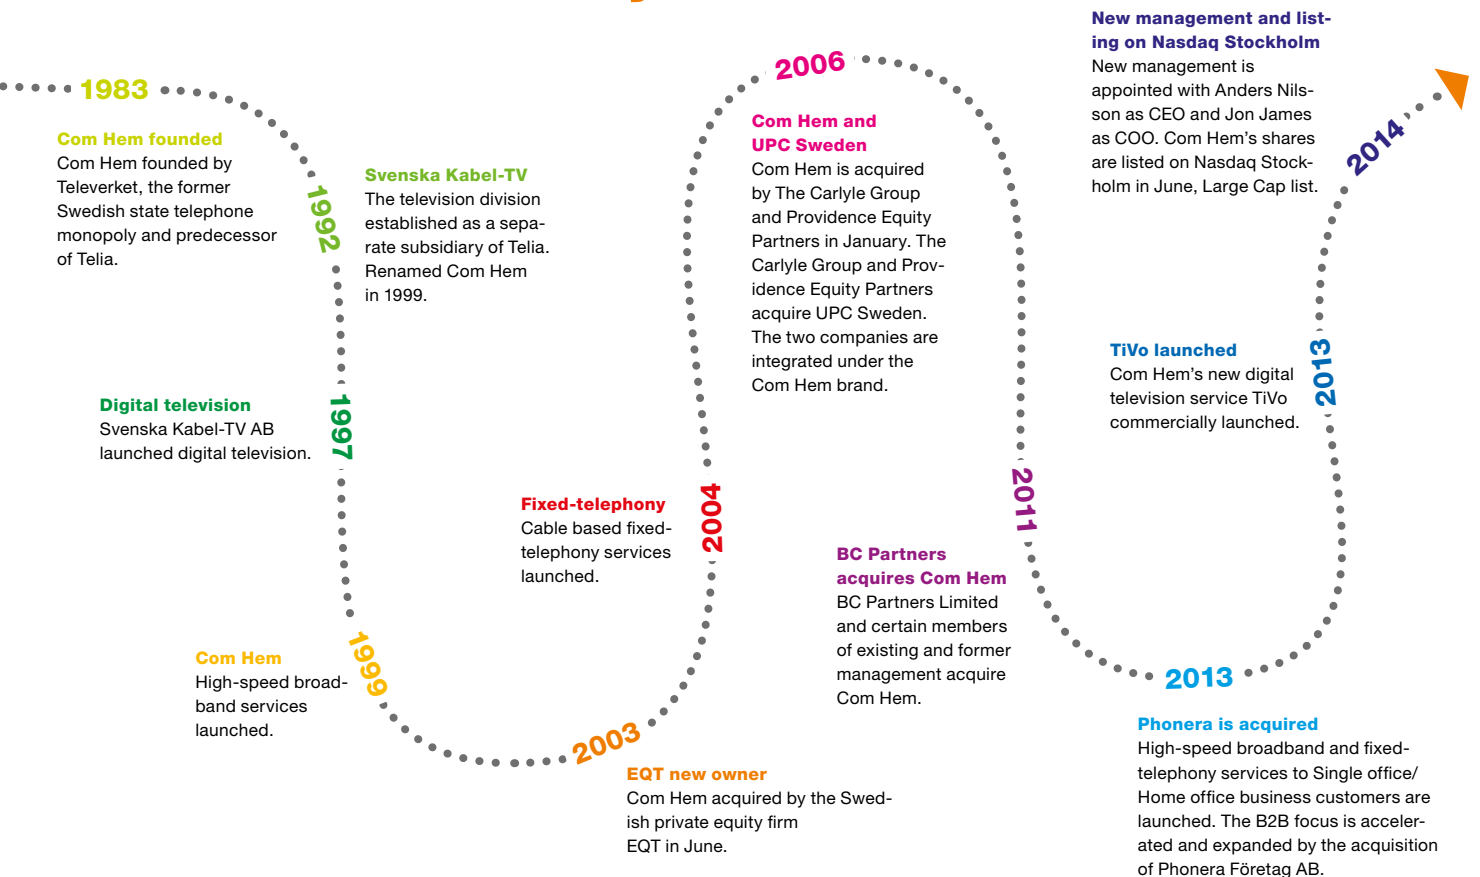 1983
Com Hem founded
Com Hem founded by
Televerket, the former
Swedish state telephone
monopoly and predecessor
of Telia.
1992
Svenska Kabel-TV
The television division
established as a sepa-
rate subsidiary of Telia.
Renamed Com Hem
in 1999.
1997
Digital television
Svenska Kabel-TV AB
launched digital television.
1999
Com Hem
High-speed broad-
band services
launched.
2003
EQT new owner
Com Hem acquired by the Swed-
ish private equity firm
EQT in June.
2004
Fixed-telephony
Cable based fixed-
telephony services
launched.
2006
Com Hem and
UPC Sweden
Com Hem is acquired
by The Carlyle Group
and Providence Equity
Partners in January. The
Carlyle Group and Prov-
idence Equity Partners
acquire UPC Sweden.
The two companies are
integrated under the
Com Hem brand.
2011
BC Partners
acquires Com Hem
BC Partners Limited
and certain members
of existing and former
management acquire
Com Hem.
2013
Phonera is acquired
High-speed broadband and fixed-
telephony services to Single office/
Home office business customers are
launched. The B2B focus is acceler-
ated and expanded by the acquisition
of Phonera Företag AB.
2013
TiVo launched
Com Hem's new digital
television service TiVo
commercially launched.
2014
New management and list-
ing on Nasdaq Stockholm
New management is
appointed with Anders Nils-
son as CEO and Jon James
as COO. Com Hem's shares
are listed on Nasdaq Stock-
holm in June, Large Cap list.